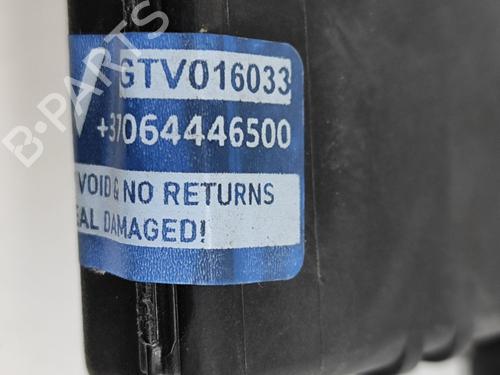 B-PARTS
GTV016033
+37064446500
VOID & NO RETURNS
EAL DAMAGED!